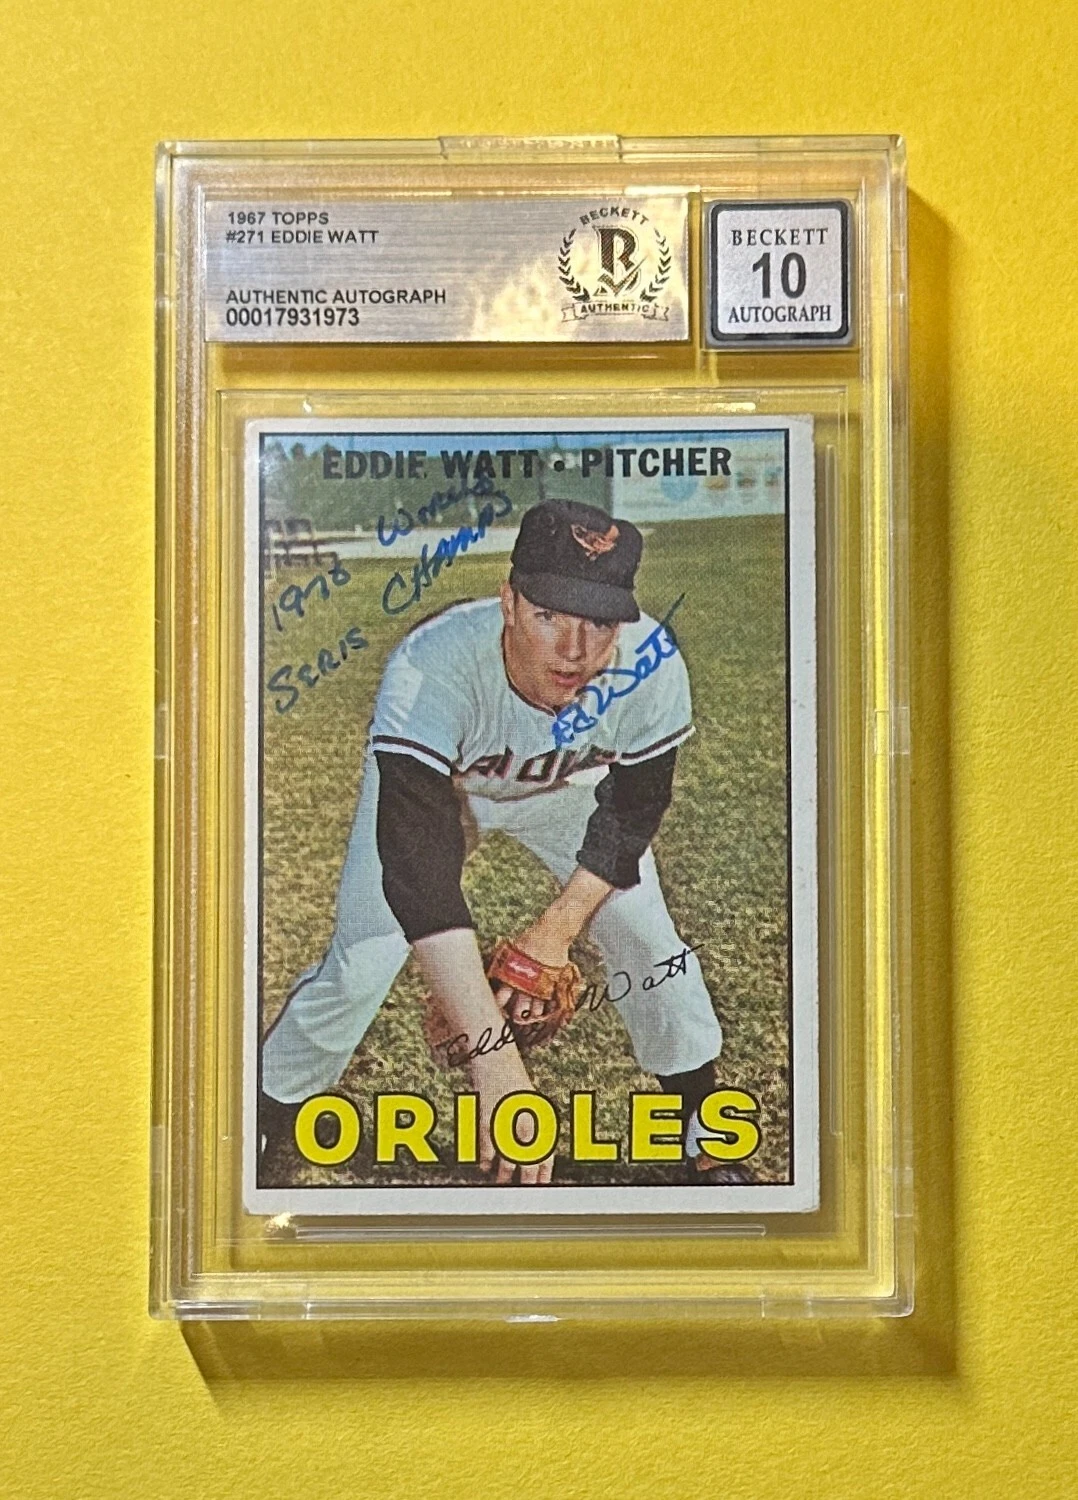 1967 TOPPS
#271 EDDIE WATT
AUTHENTIC AUTOGRAPH
00017931973
BECKETT
B
AUTHENTIC
BECKETT
10
AUTOGRAPH
EDDIE WATT • PITCHER
1970 WORLD
SERIS CHAMPS
Ed Watt
ORIOLES
Eddie Watt
ORIOLES